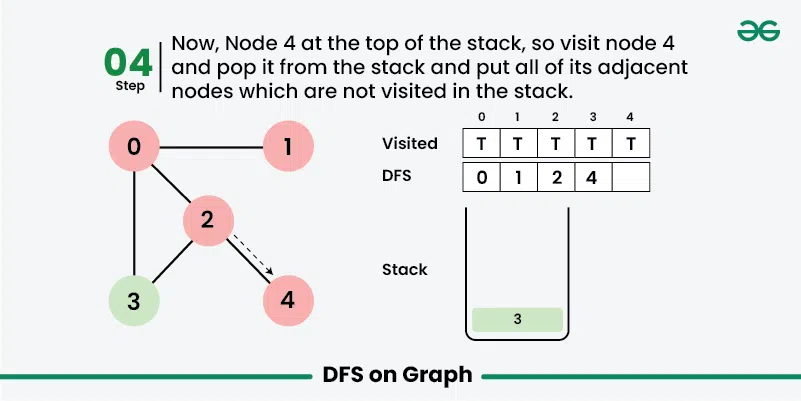 04
Step
Now, Node 4 at the top of the stack, so visit node 4
and pop it from the stack and put all of its adjacent
nodes which are not visited in the stack.
0 1 2 3 4
Visited T T T T T
DFS 0 1 2 4
0 1
2
3 4
Stack
3
DFS on Graph